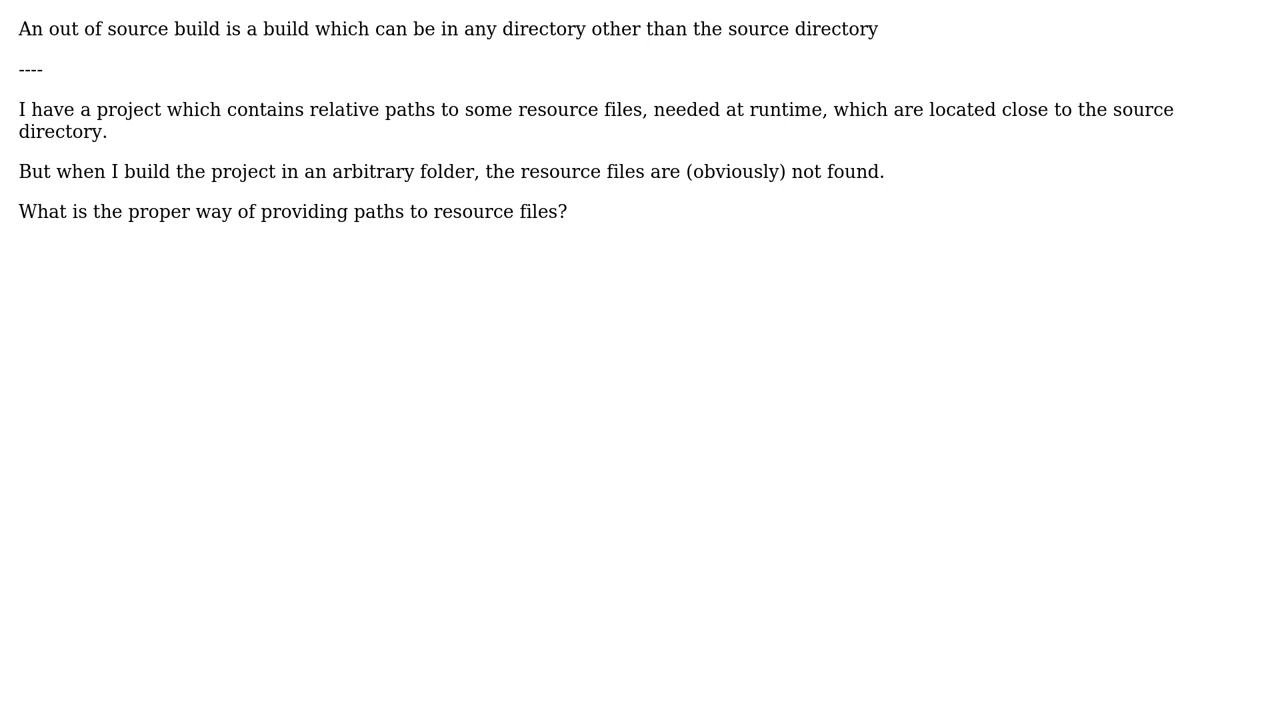 An out of source build is a build which can be in any directory other than the source directory
----
I have a project which contains relative paths to some resource files, needed at runtime, which are located close to the source
directory.
But when I build the project in an arbitrary folder, the resource files are (obviously) not found.
What is the proper way of providing paths to resource files?